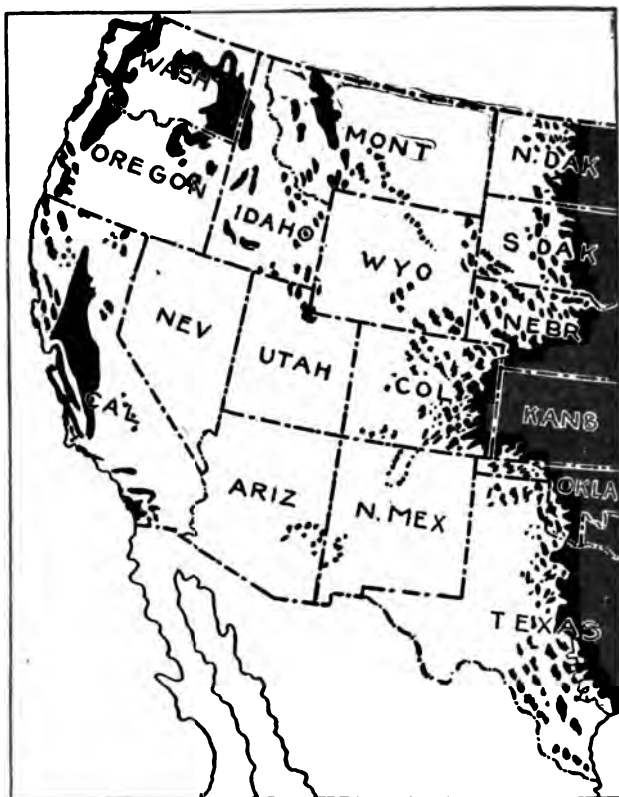 WASH
MONT
N. DAK
OREGON
IDAHO
S. DAK
WYO
NEBR
NEV
UTAH
COL
KANS
CAL
OKLA
ARIZ
N. MEX
TEXAS